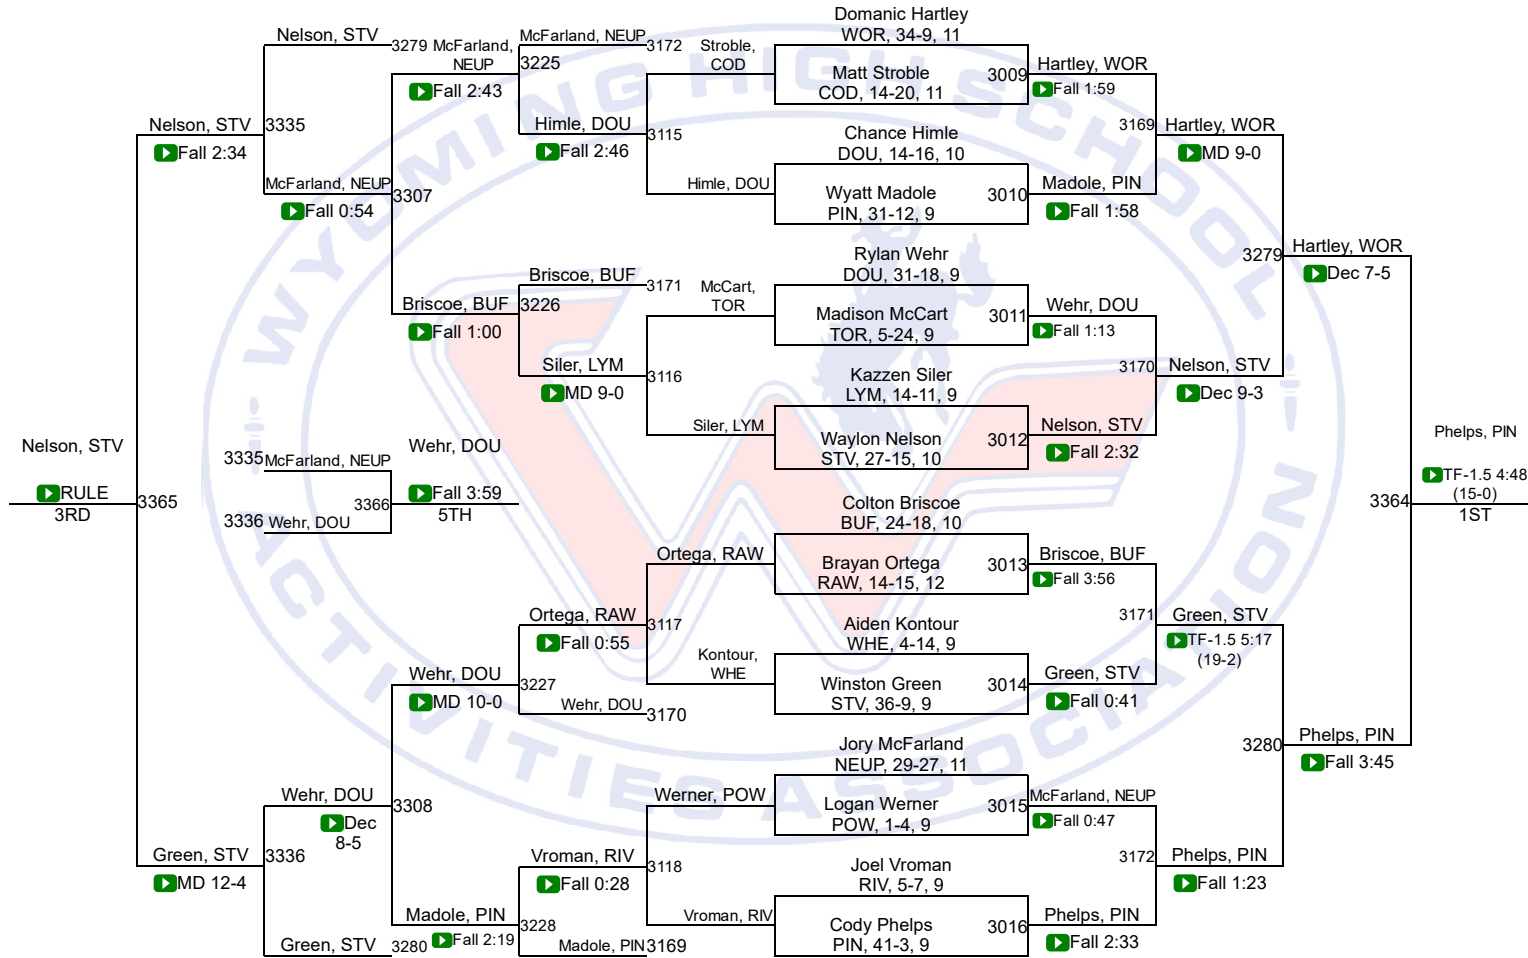 Domanic Hartley
WOR, 34-9, 11
Nelson, STV
3279
McFarland,
NEUP
McFarland, NEUP
3172
Stroble,
COD
3225
Matt Stroble
COD, 14-20, 11
3009
Hartley, WOR
Fall 1:59
Fall 2:43
Nelson, STV
3335
Fall 2:34
Himle, DOU
3115
Fall 2:46
Chance Himle
DOU, 14-16, 10
3169
Hartley, WOR
MD 9-0
McFarland, NEUP
3307
Fall 0:54
Himle, DOU
Wyatt Madole
PIN, 31-12, 9
3010
Madole, PIN
Fall 1:58
3279
Hartley, WOR
Dec 7-5
Rylan Wehr
DOU, 31-18, 9
Briscoe, BUF
3171
McCart,
TOR
Briscoe, BUF
3226
Fall 1:00
Madison McCart
TOR, 5-24, 9
3011
Wehr, DOU
Fall 1:13
Siler, LYM
3116
MD 9-0
Kazzen Siler
LYM, 14-11, 9
3170
Nelson, STV
Dec 9-3
Siler, LYM
Waylon Nelson
STV, 27-15, 10
3012
Nelson, STV
Fall 2:32
Nelson, STV
RULE
3RD
3365
3335
McFarland, NEUP
3366
3336
Wehr, DOU
Wehr, DOU
Fall 3:59
5TH
Phelps, PIN
TF-1.5 4:48
(15-0)
1ST
3364
Colton Briscoe
BUF, 24-18, 10
Ortega, RAW
Brayan Ortega
RAW, 14-15, 12
3013
Briscoe, BUF
Fall 3:56
Ortega, RAW
3117
Fall 0:55
Aiden Kontour
WHE, 4-14, 9
3171
Green, STV
TF-1.5 5:17
(19-2)
Wehr, DOU
3227
MD 10-0
Kontour,
WHE
Winston Green
STV, 36-9, 9
3014
Green, STV
Fall 0:41
Wehr, DOU
3170
3280
Phelps, PIN
Fall 3:45
Jory McFarland
NEUP, 29-27, 11
Wehr, DOU
3308
Dec
8-5
Werner, POW
Logan Werner
POW, 1-4, 9
3015
McFarland, NEUP
Fall 0:47
Green, STV
3336
MD 12-4
Vroman, RIV
3118
Fall 0:28
Joel Vroman
RIV, 5-7, 9
3172
Phelps, PIN
Fall 1:23
Madole, PIN
3228
Fall 2:19
Vroman, RIV
Cody Phelps
PIN, 41-3, 9
3016
Phelps, PIN
Fall 2:33
Green, STV
3280
Madole, PIN
3169
WYOMING HIGH SCHOOL
ACTIVITIES ASSOCIATION